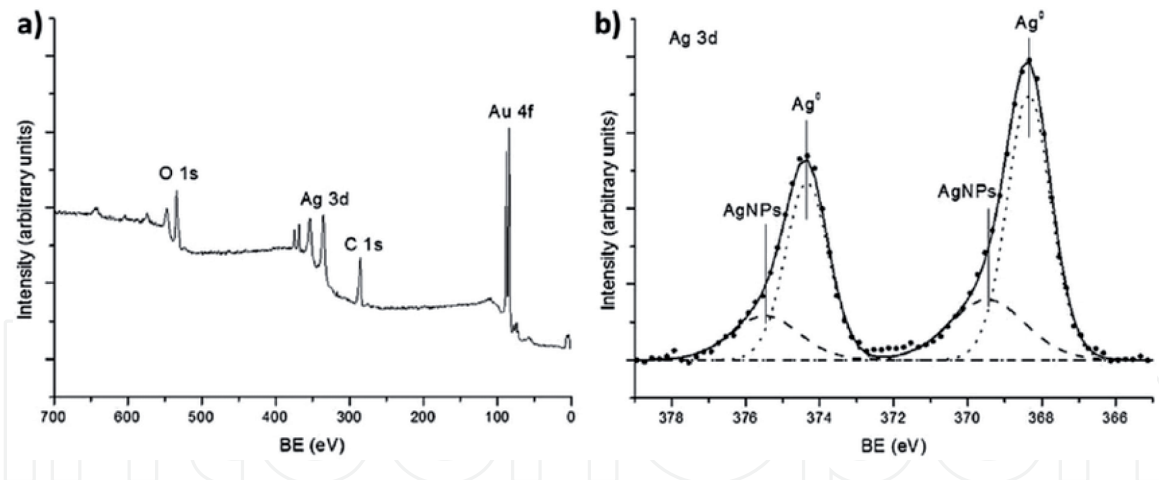 a)
O 1s
Ag 3d
C 1s
Au 4f
Intensity (arbitrary units)
700 600 500 400 300 200 100 0
BE (eV)
b)
Ag 3d
Ag⁰
Ag⁰
AgNPs
AgNPs
Intensity (arbitrary units)
378 376 374 372 370 368 366
BE (eV)